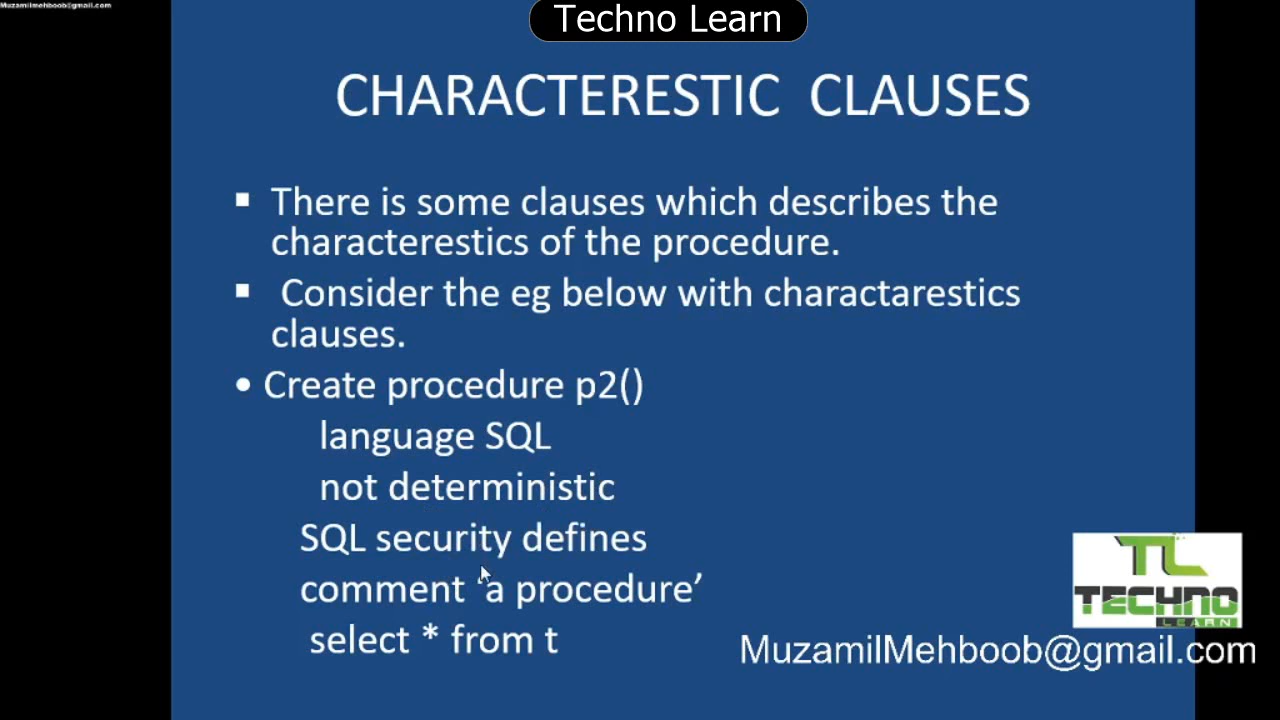 Muzamilmehboob@gmail.com
Techno Learn
CHARACTERESTIC CLAUSES
▪ There is some clauses which describes the
characterestics of the procedure.
▪ Consider the eg below with charactarestics
clauses.
• Create procedure p2()
language SQL
not deterministic
SQL security defines
comment ‘a procedure’
select * from t
TL
TECHNO
LEARN
MuzamilMehboob@gmail.com